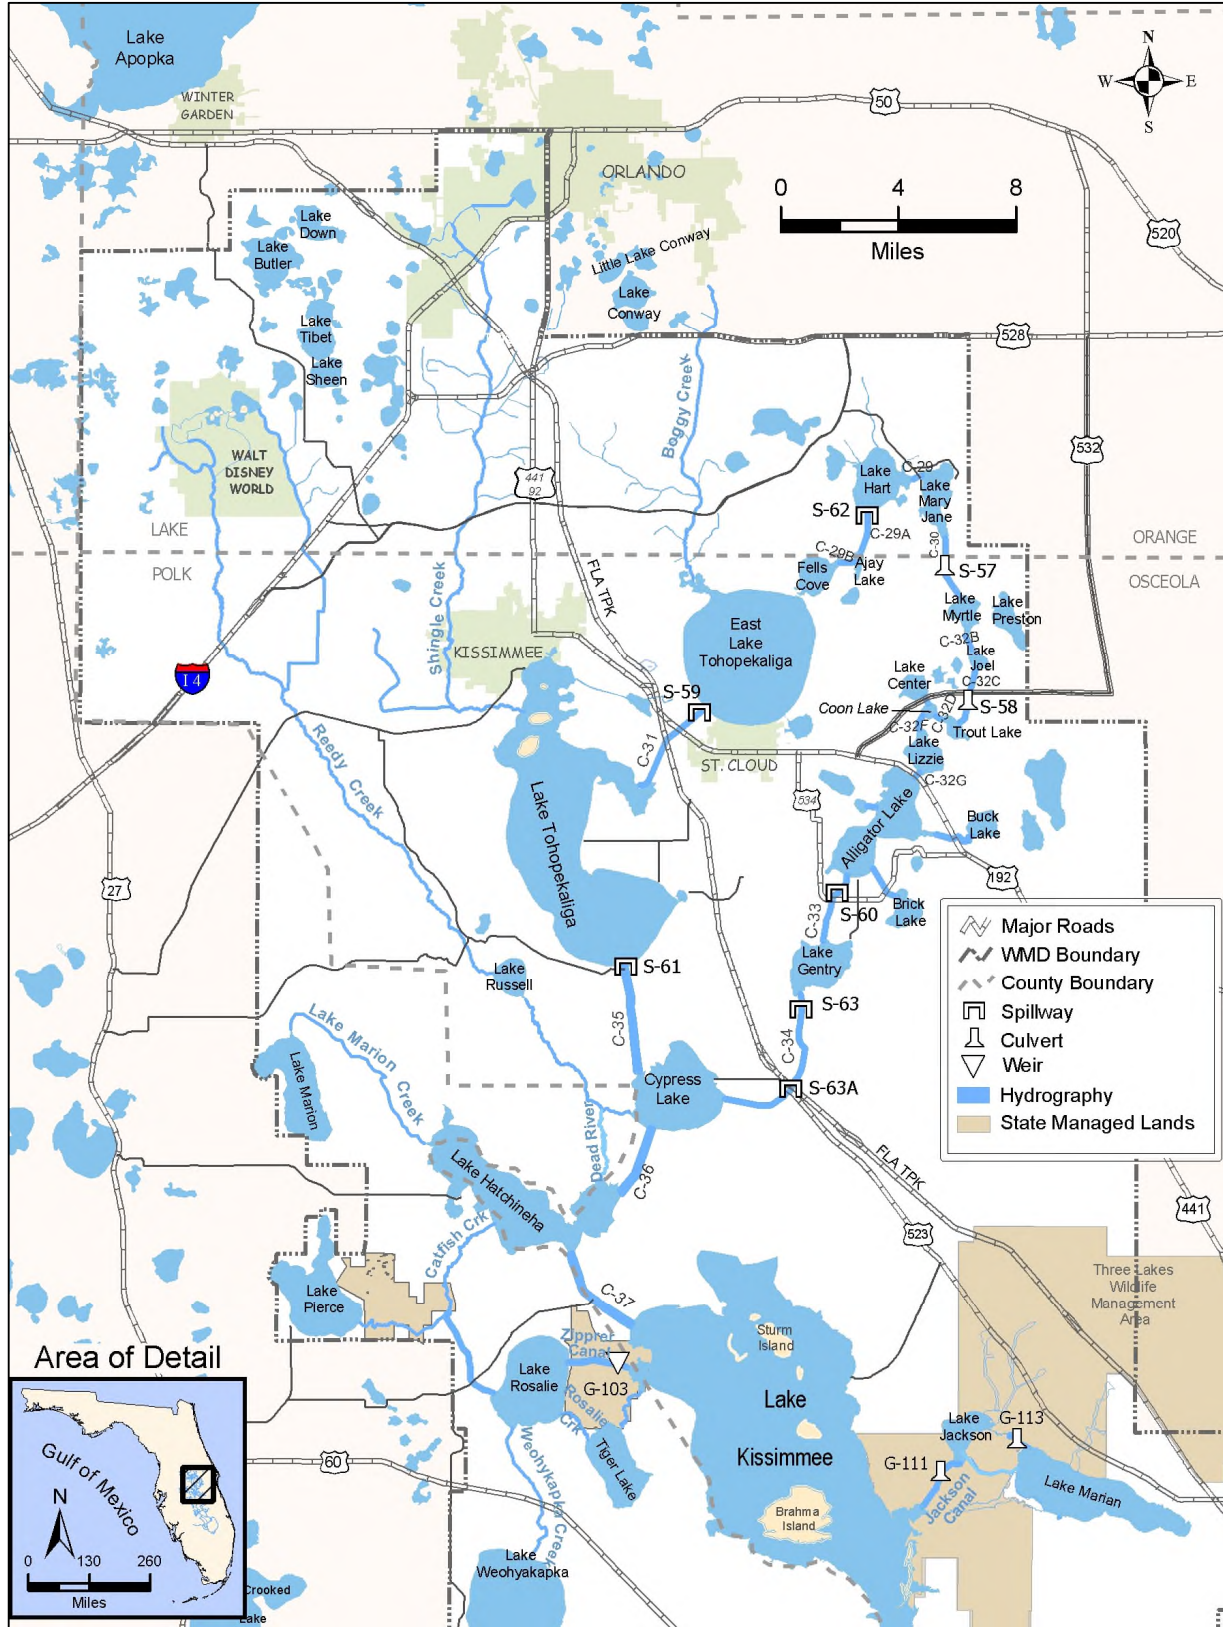 Lake
Apopka
WINTER
GARDEN
N
W
E
S
50
ORLANDO
0
4
8
Miles
520
Lake
Down
Lake
Butler
Little Lake Conway
Lake
Conway
Lake
Tibet
Lake
Sheen
528
Boggy Creek
WALT
DISNEY
WORLD
441
92
532
Lake
Hart
C-29
Lake
Mary
Jane
S-62
C-29A
LAKE
POLK
ORANGE
OSCEOLA
C-29B
C-30
Fells
Cove
Ajay
Lake
S-57
FLA TPK
Shingle Creek
Lake
Myrtle
Lake
Preston
East
Lake
Tohopekaliga
C-32B
KISSIMMEE
Lake
Joel
Lake
Center
C-32C
I 4
S-59
Coon Lake
C-32D
S-58
C-32F
Trout Lake
Reedy Creek
C-31
ST. CLOUD
Lake
Lizzie
C-32G
534
Lake Tohopekaliga
Alligator Lake
Buck
Lake
27
192
S-60
Brick
Lake
C-33
Major Roads
WMD Boundary
County Boundary
Spillway
Culvert
Weir
Hydrography
State Managed Lands
Lake
Russell
S-61
Lake
Gentry
S-63
C-35
C-34
Lake Marion Creek
Lake Marion
Cypress
Lake
S-63A
Dead River
FLA TPK
Lake Hatchineha
C-36
441
523
Catfish Crk
Three Lakes
Wildlife
Management
Area
Lake
Pierce
C-37
Sturm
Island
Zipprer
Canal
Area of Detail
Lake
Rosalie
G-103
Lake
Kissimmee
Rosalie
Crk
Tiger Lake
Lake
Jackson
G-113
G-111
Jackson
Canal
Lake Marian
60
Weohykapka Creek
Brahma
Island
Gulf of Mexico
N
0
130
260
Miles
Lake
Weohyakapka
Crooked
Lake